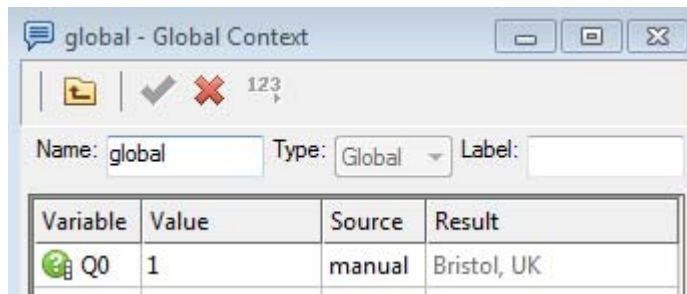 global - Global Context
123
Name: global Type: Global Label:
Variable Value Source Result
Q0 1 manual Bristol, UK